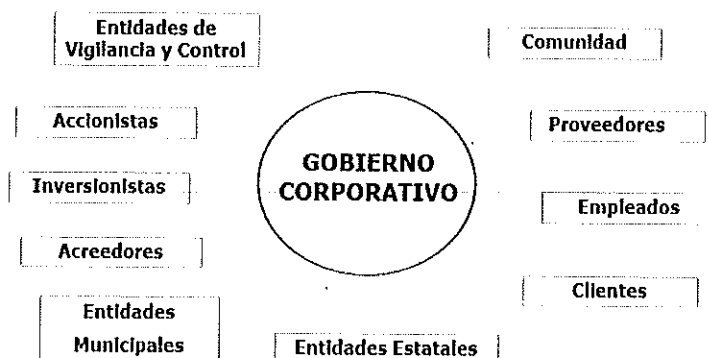 Entidades de
Vigilancia y Control
Comunidad
Accionistas
Proveedores
GOBIERNO
CORPORATIVO
Inversionistas
Empleados
Acreedores
Clientes
Entidades
Municipales
Entidades Estatales